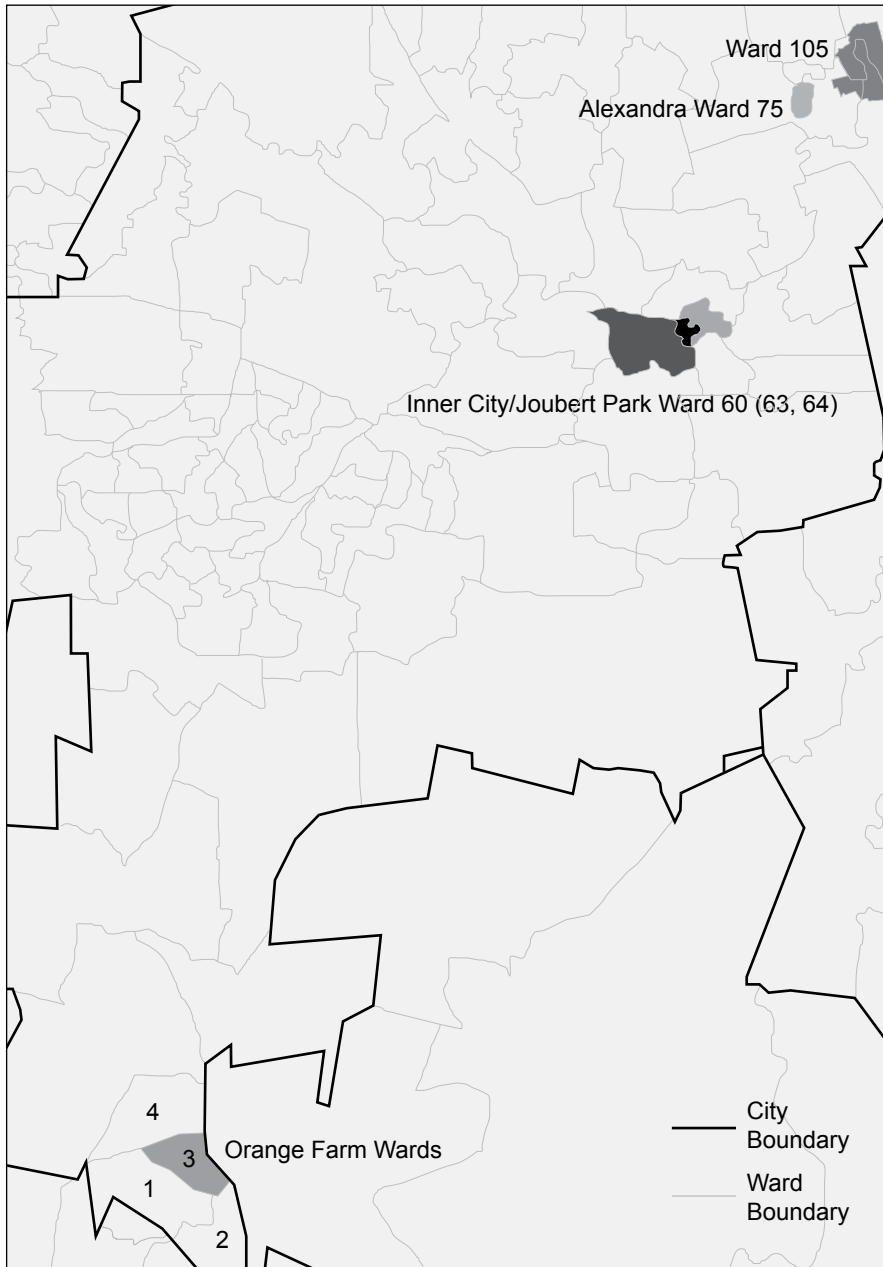 Ward 105
Alexandra Ward 75
Inner City/Joubert Park Ward 60 (63, 64)
4
Orange Farm Wards
3
1
2
City
Boundary
Ward
Boundary